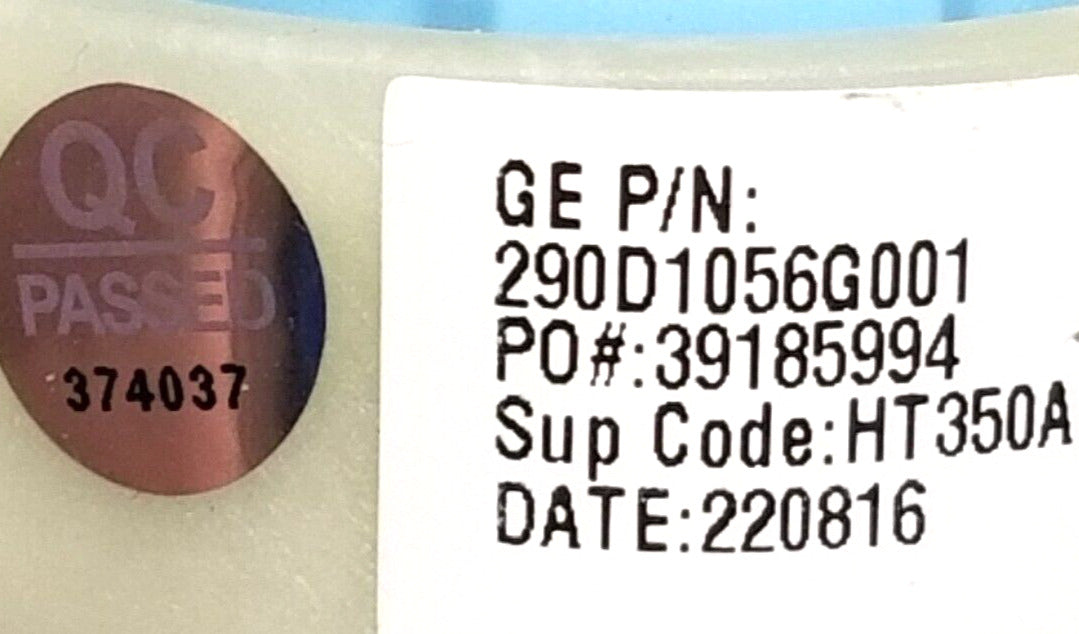 QC
PASSED
374037
GE P/N:
290D1056G001
PO#:39185994
Sup Code:HT350A
DATE:220816